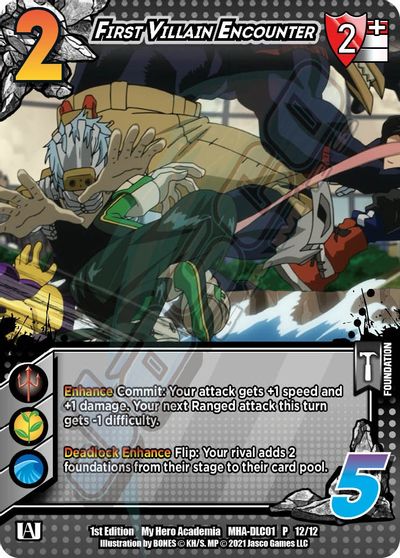 2
FIRST VILLAIN ENCOUNTER
2
+
FOUNDATION
Enhance Commit: Your attack gets +1 speed and
+1 damage. Your next Ranged attack this turn
gets -1 difficulty.
Deadlock Enhance Flip: Your rival adds 2
foundations from their stage to their card pool.
5
UA
1st Edition My Hero Academia MHA-DLC01 P 12/12
Illustration by BONES © KH/S. MP © 2021 Jasco Games LLC